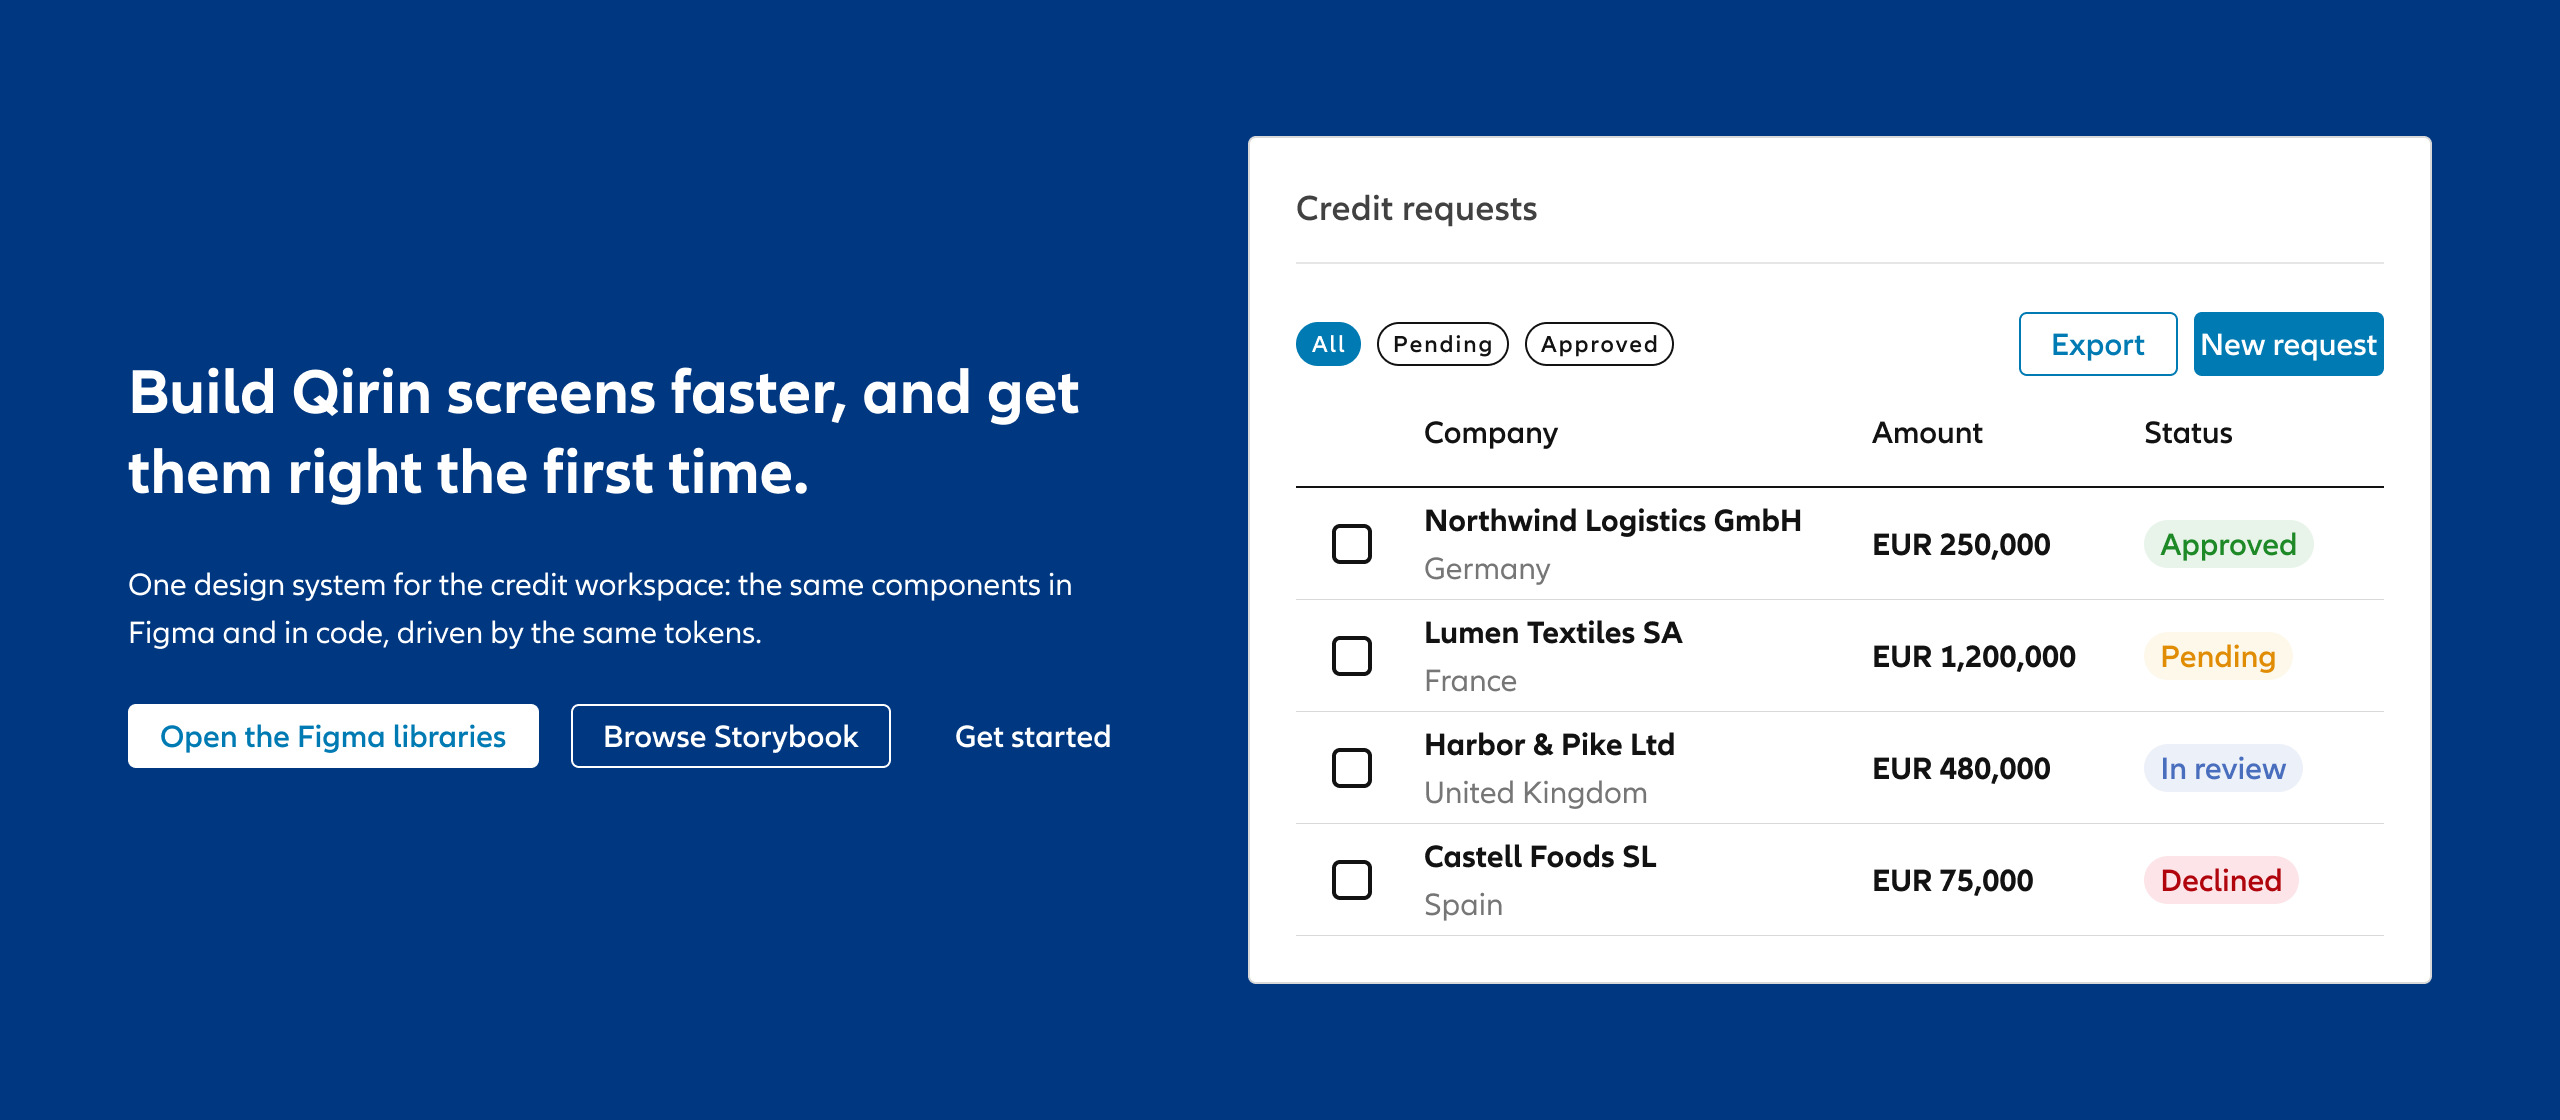 Build Qirin screens faster, and get
them right the first time.
One design system for the credit workspace: the same components in
Figma and in code, driven by the same tokens.
Open the Figma libraries
Browse Storybook
Get started
Credit requests
All
Pending
Approved
Export
New request
Company
Amount
Status
Northwind Logistics GmbH
Germany
EUR 250,000
Approved
Lumen Textiles SA
France
EUR 1,200,000
Pending
Harbor & Pike Ltd
United Kingdom
EUR 480,000
In review
Castell Foods SL
Spain
EUR 75,000
Declined